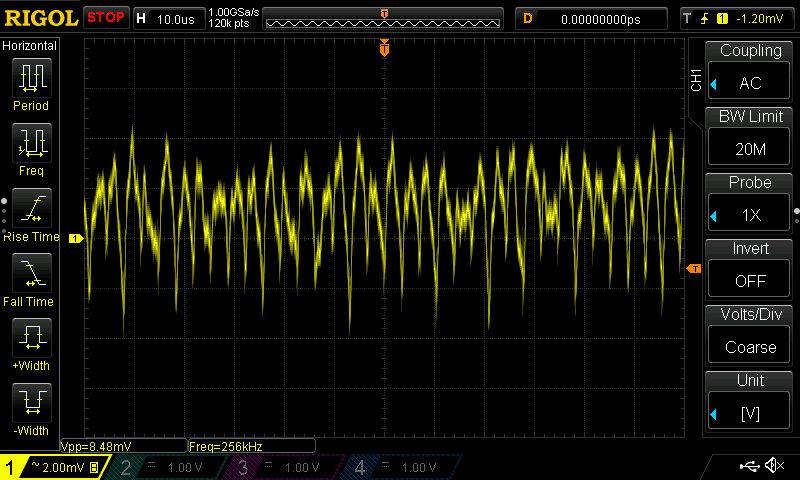 RIGOL STOP H 10.0us 1.00GSa/s 120k pts T D 0.00000000ps T 1 -1.20mV
Horizontal
Period
Freq
Rise Time
Fall Time
+Width
-Width
T
1
T
CH1
Coupling
AC
BW Limit
20M
Probe
1X
Invert
OFF
Volts/Div
Coarse
Unit
[V]
Vpp=8.48mV Freq=256kHz
1 ~ 2.00mV B 2 1.00 V 3 1.00 V 4 1.00 V